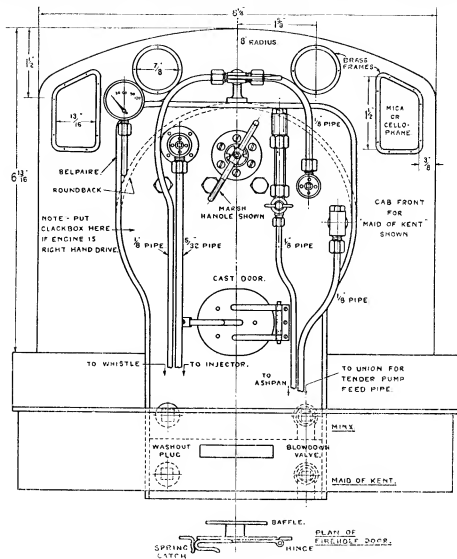 6⅞"
1⅝"
8" RADIUS
BRASS
FRAMES
1½"
7/8"
13/16"
1½"
MICA
OR
CELLO-
PHANE
3/8"
1/8 PIPE
6 13/16"
BELPAIRE
ROUNDBACK
MARSH
HANDLE SHOWN
CAB FRONT
FOR
"MAID OF KENT"
SHOWN
NOTE - PUT
CLACKBOX HERE
IF ENGINE IS
RIGHT HAND DRIVE.
1/8 PIPE
5/32 PIPE
1/8 PIPE
CAST DOOR.
1/8 PIPE
TO WHISTLE
TO INJECTOR.
TO
ASHPAN
TO UNION FOR
TENDER PUMP
FEED PIPE.
MINX
WASHOUT
PLUG
BLOWDOWN
VALVE.
MAID OF KENT.
BAFFLE.
PLAN OF
FIREHOLE DOOR.
SPRING
CATCH
HINGE